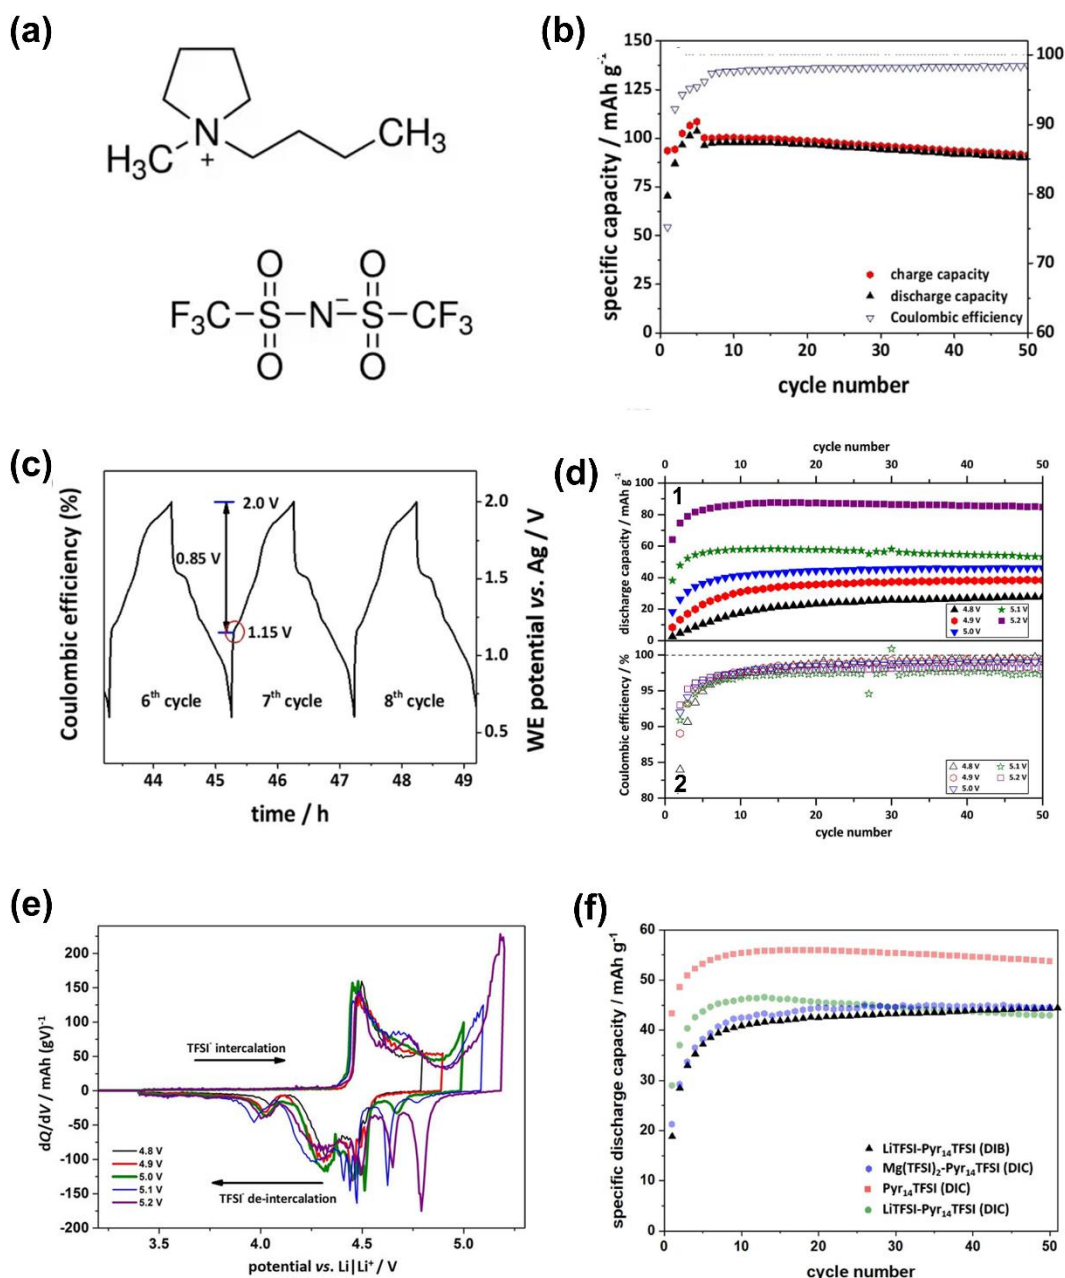 (a)
N
+
H3C
CH3
O O
F3C-S-N⁻-S-CF3
O O
(b)
specific capacity / mAh g⁻¹
150
125
100
75
50
25
0
100
90
80
70
60
charge capacity
discharge capacity
Coulombic efficiency
0 10 20 30 40 50
cycle number
(c)
Coulombic efficiency (%)
WE potential vs. Ag / V
2.0 V
0.85 V
1.15 V
2.0
1.5
1.0
0.5
6th cycle
7th cycle
8th cycle
44 45 46 47 48 49
time / h
(d)
cycle number
0 10 20 30 40 50
1
discharge capacity / mAh g⁻¹
100
80
60
40
20
0
4.8 V 5.1 V
4.9 V 5.2 V
5.0 V
Coulombic efficiency / %
100
95
90
85
80
2
4.8 V 5.1 V
4.9 V 5.2 V
5.0 V
0 10 20 30 40 50
cycle number
(e)
dQ/dV / mAh (gV)⁻¹
200
150
100
50
0
-50
-100
-150
-200
TFSI⁻ intercalation
TFSI⁻ de-intercalation
4.8 V
4.9 V
5.0 V
5.1 V
5.2 V
3.5 4.0 4.5 5.0
potential vs. Li|Li⁺ / V
(f)
specific discharge capacity / mAh g⁻¹
60
50
40
30
20
10
0
LiTFSI-Pyr₁₄TFSI (DIB)
Mg(TFSI)₂-Pyr₁₄TFSI (DIC)
Pyr₁₄TFSI (DIC)
LiTFSI-Pyr₁₄TFSI (DIC)
0 10 20 30 40 50
cycle number